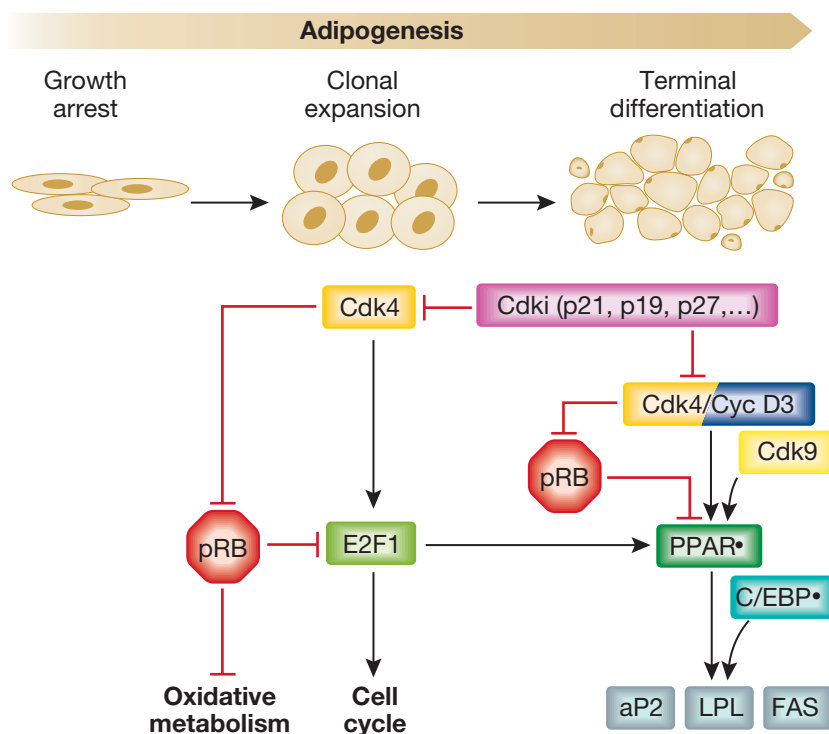 Adipogenesis
Growth
arrest
Clonal
expansion
Terminal
differentiation
Cdk4
Cdki (p21, p19, p27,…)
Cdk4/Cyc D3
Cdk9
pRB
pRB
E2F1
PPAR•
C/EBP•
Oxidative
metabolism
Cell
cycle
aP2
LPL
FAS